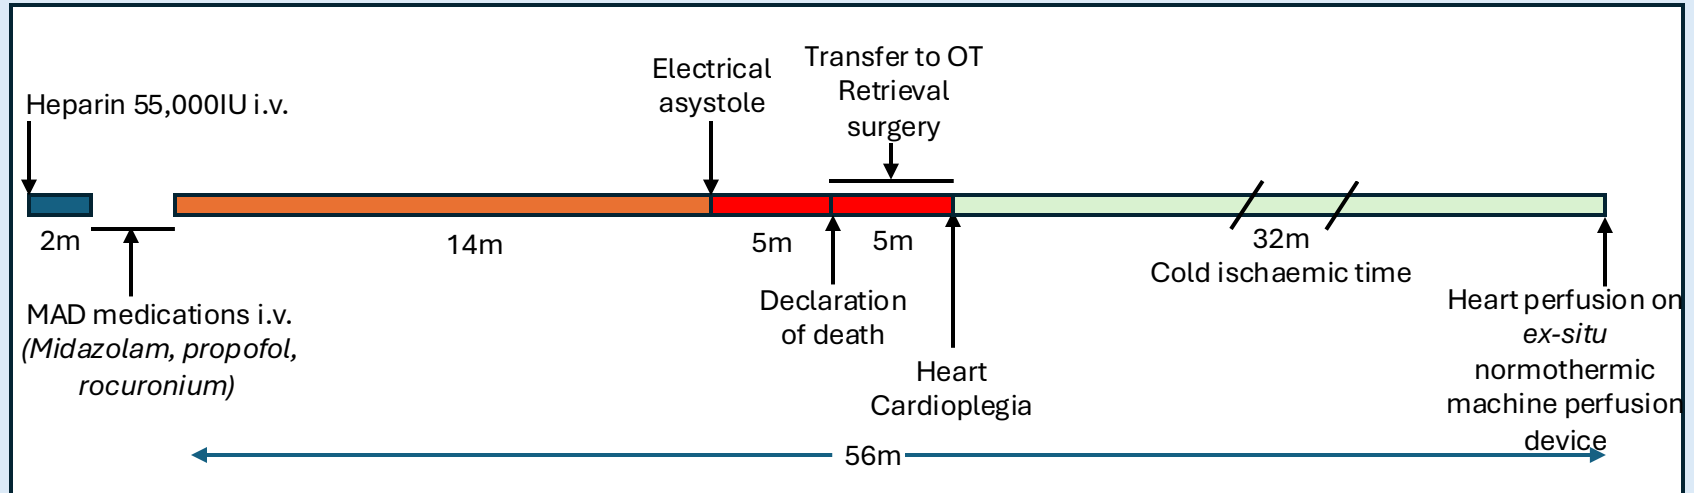 Heparin 55,000IU i.v.
Electrical
asystole
Transfer to OT
Retrieval
surgery
2m
14m
5m
5m
32m
Cold ischaemic time
MAD medications i.v.
(Midazolam, propofol,
rocuronium)
Declaration
of death
Heart
Cardioplegia
Heart perfusion on
ex-situ
normothermic
machine perfusion
device
56m